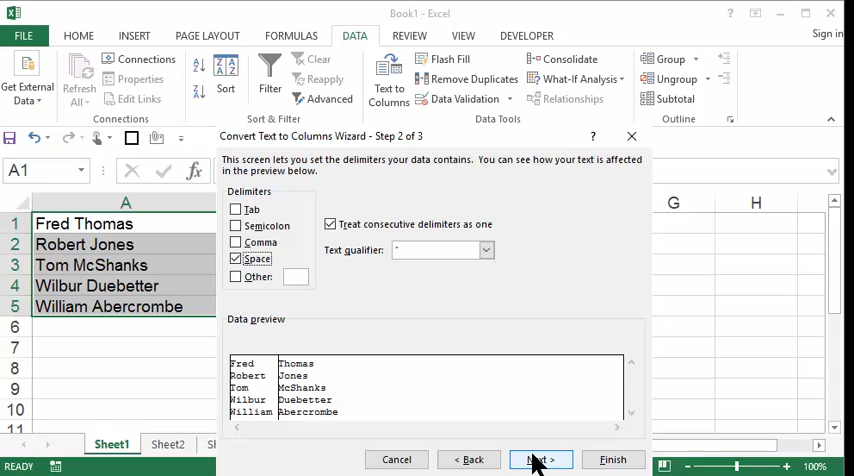 Book1 - Excel
FILE HOME INSERT PAGE LAYOUT FORMULAS DATA REVIEW VIEW DEVELOPER Sign in
Get External Data
Refresh All
Connections
Properties
Edit Links
Connections
Sort
Filter
Clear
Reapply
Advanced
Sort & Filter
Text to Columns
Flash Fill
Remove Duplicates
Data Validation
Consolidate
What-If Analysis
Relationships
Data Tools
Group
Ungroup
Subtotal
Outline
A1
fx
A G H
1 Fred Thomas
2 Robert Jones
3 Tom McShanks
4 Wilbur Duebetter
5 William Abercrombe
6
7
8
9
10
11
Convert Text to Columns Wizard - Step 2 of 3
This screen lets you set the delimiters your data contains. You can see how your text is affected
in the preview below.
Delimiters
Tab
Semicolon
Comma
Space
Other:
Treat consecutive delimiters as one
Text qualifier: "
Data preview
Fred Thomas
Robert Jones
Tom McShanks
Wilbur Duebetter
William Abercrombe
Cancel < Back Next > Finish
Sheet1 Sheet2
READY 100%